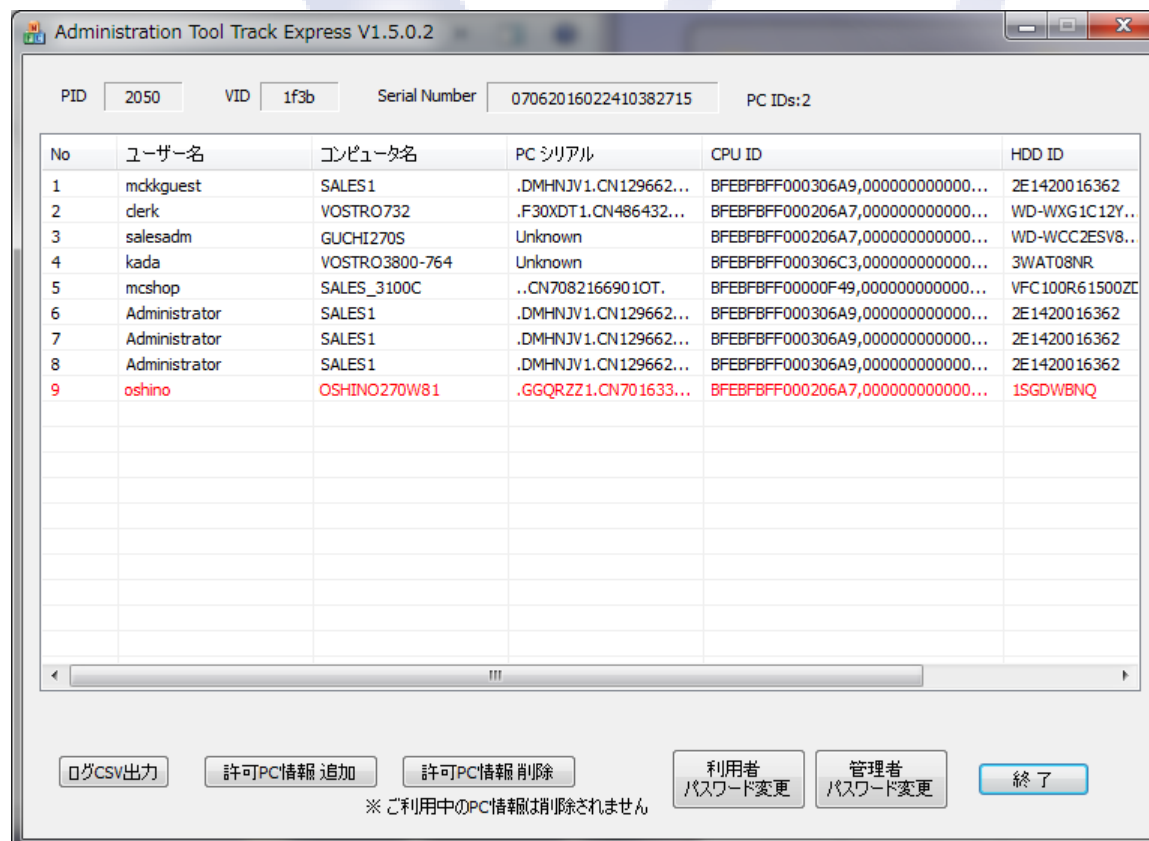 Administration Tool Track Express V1.5.0.2
PID 2050 VID 1f3b Serial Number 07062016022410382715 PC IDs:2
No ユーザー名 コンピュータ名 PC シリアル CPU ID HDD ID
1 mckkguest SALES1 .DMHNJV1.CN129662... BFEBFBFF000306A9,000000000000... 2E1420016362
2 clerk VOSTRO732 .F30XDT1.CN486432... BFEBFBFF000206A7,000000000000... WD-WXG1C12Y...
3 salesadm GUCHI270S Unknown BFEBFBFF000206A7,000000000000... WD-WCC2ESV8...
4 kada VOSTRO3800-764 Unknown BFEBFBFF000306C3,000000000000... 3WAT08NR
5 mcshop SALES_3100C ..CN7082166901OT. BFEBFBFF00000F49,000000000000... VFC100R61500ZD
6 Administrator SALES1 .DMHNJV1.CN129662... BFEBFBFF000306A9,000000000000... 2E1420016362
7 Administrator SALES1 .DMHNJV1.CN129662... BFEBFBFF000306A9,000000000000... 2E1420016362
8 Administrator SALES1 .DMHNJV1.CN129662... BFEBFBFF000306A9,000000000000... 2E1420016362
9 oshino OSHINO270W81 .GGQRZZ1.CN701633... BFEBFBFF000206A7,000000000000... 1SGDWBNQ
ログCSV出力 許可PC情報 追加 許可PC情報 削除 利用者 管理者 終了
パスワード変更 パスワード変更
※ ご利用中のPC情報は削除されません